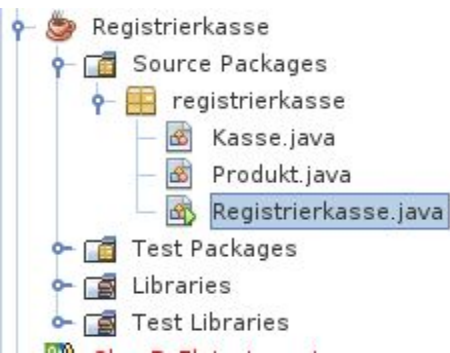 Registrierkasse
Source Packages
registrierkasse
Kasse.java
Produkt.java
Registrierkasse.java
Test Packages
Libraries
Test Libraries